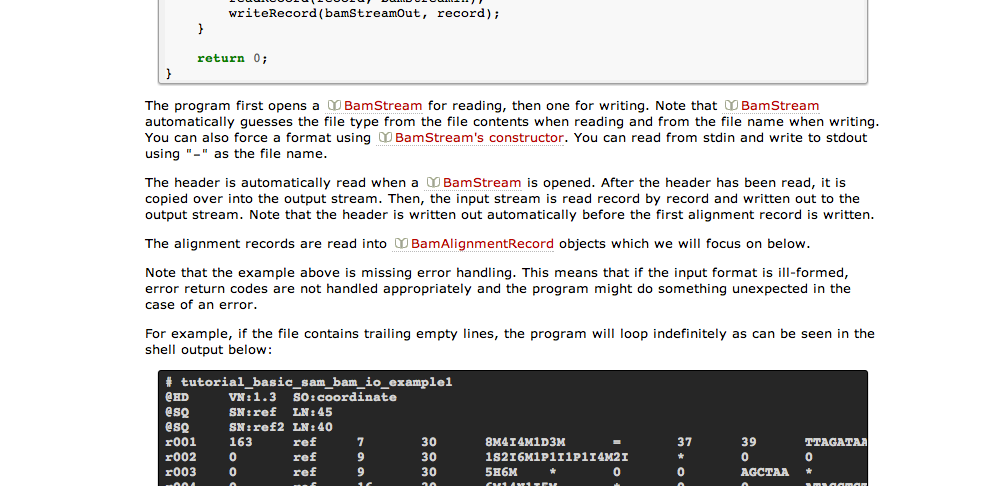 writeRecord(bamStreamOut, record);
}
return 0;
}
The program first opens a BamStream for reading, then one for writing. Note that BamStream
automatically guesses the file type from the file contents when reading and from the file name when writing.
You can also force a format using BamStream's constructor. You can read from stdin and write to stdout
using "-" as the file name.
The header is automatically read when a BamStream is opened. After the header has been read, it is
copied over into the output stream. Then, the input stream is read record by record and written out to the
output stream. Note that the header is written out automatically before the first alignment record is written.
The alignment records are read into BamAlignmentRecord objects which we will focus on below.
Note that the example above is missing error handling. This means that if the input format is ill-formed,
error return codes are not handled appropriately and the program might do something unexpected in the
case of an error.
For example, if the file contains trailing empty lines, the program will loop indefinitely as can be seen in the
shell output below:
# tutorial_basic_sam_bam_io_example1
@HD VN:1.3 SO:coordinate
@SQ SN:ref LN:45
@SQ SN:ref2 LN:40
r001 163 ref 7 30 8M4I4M1D3M = 37 39 TTAGATAA
r002 0 ref 9 30 1S2I6M1P1I1P1I4M2I * 0 0
r003 0 ref 9 30 5H6M * 0 0 AGCTAA *